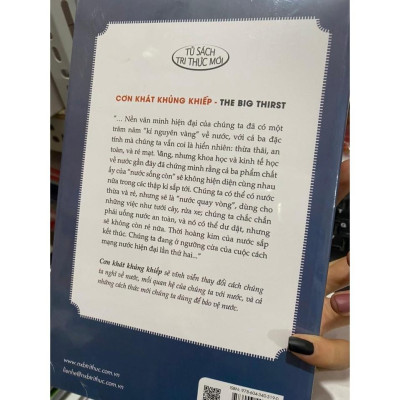 TỦ SÁCH
TRI THỨC MỚI
CƠN KHÁT KHỦNG KHIẾP - THE BIG THIRST
"... Nền văn minh hiện đại của chúng ta đã có một
trăm năm "kỉ nguyên vàng" về nước, với cả ba đặc
tính mà chúng ta vẫn coi là hiển nhiên: thừa thãi, an
toàn, và rẻ mạt. Vâng, nhưng khoa học và kinh tế học
về nước gần đây đã chứng minh rằng cả ba phẩm chất
ấy của "nước sống còn" sẽ không hiện diện cùng nhau
nữa trong các thập kỉ sắp tới. Chúng ta có thể có nước
thừa và rẻ, nhưng sẽ là "nước quay vòng", dùng cho
những việc như tưới cây, rửa xe; chúng ta chắc chắn
phải uống nước an toàn, và nó có thể dư dật, nhưng
sẽ không còn rẻ nữa. Thời hoàng kim của nước sắp
kết thúc. Chúng ta đang ở ngưỡng cửa của cuộc cách
mạng nước hiện đại lần thứ hai..."
Cơn khát khủng khiếp sẽ vĩnh viễn thay đổi cách chúng
ta nghĩ về nước, mối quan hệ của chúng ta với nước, và cả
những cách thức mới chúng ta dùng để bảo vệ nước.
www.nxbtrithuc.com.vn
lienhe@nxbtrithuc.com.vn